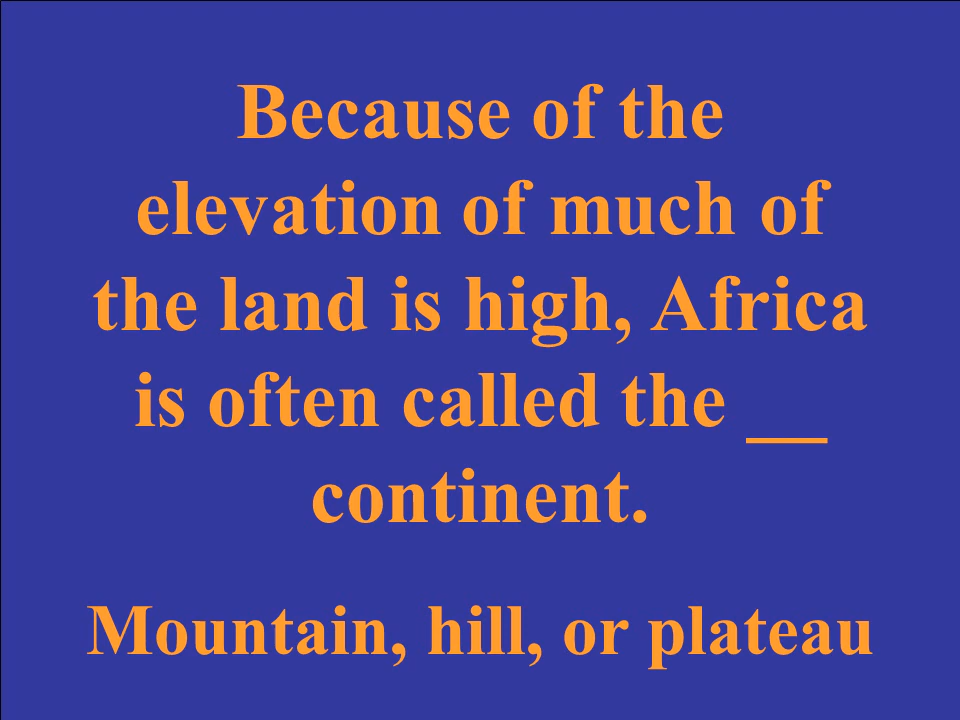 Because of the
elevation of much of
the land is high, Africa
is often called the __
continent.
Mountain, hill, or plateau